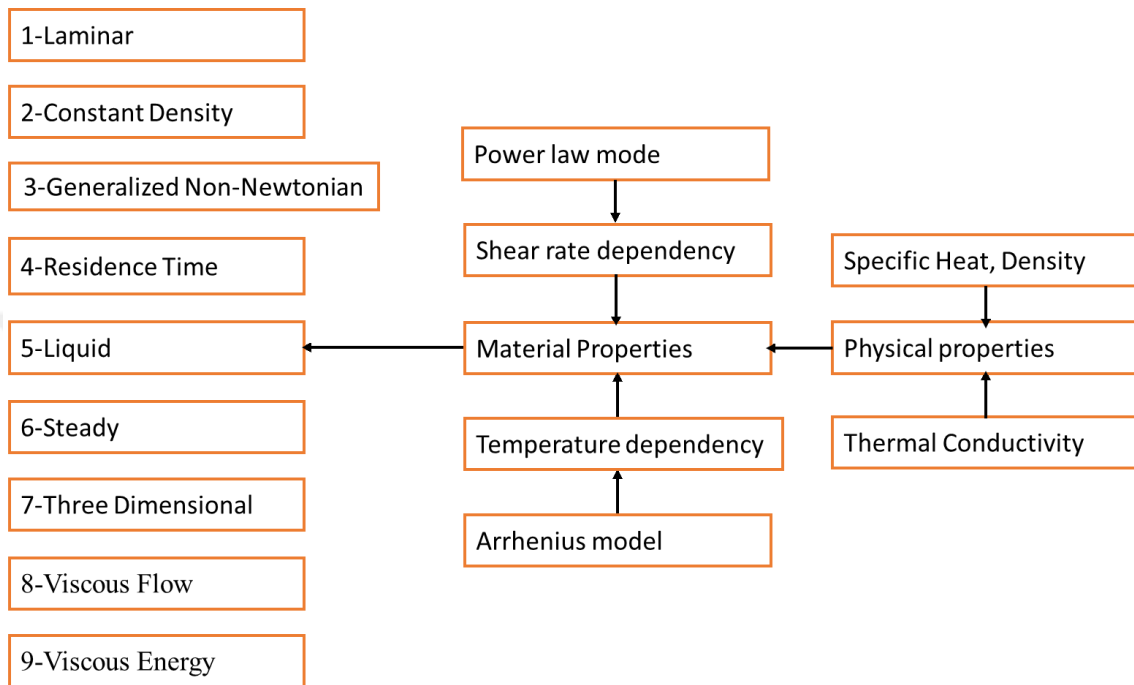 1-Laminar
2-Constant Density
3-Generalized Non-Newtonian
4-Residence Time
5-Liquid
6-Steady
7-Three Dimensional
8-Viscous Flow
9-Viscous Energy
Power law mode
Shear rate dependency
Material Properties
Temperature dependency
Arrhenius model
Specific Heat, Density
Physical properties
Thermal Conductivity